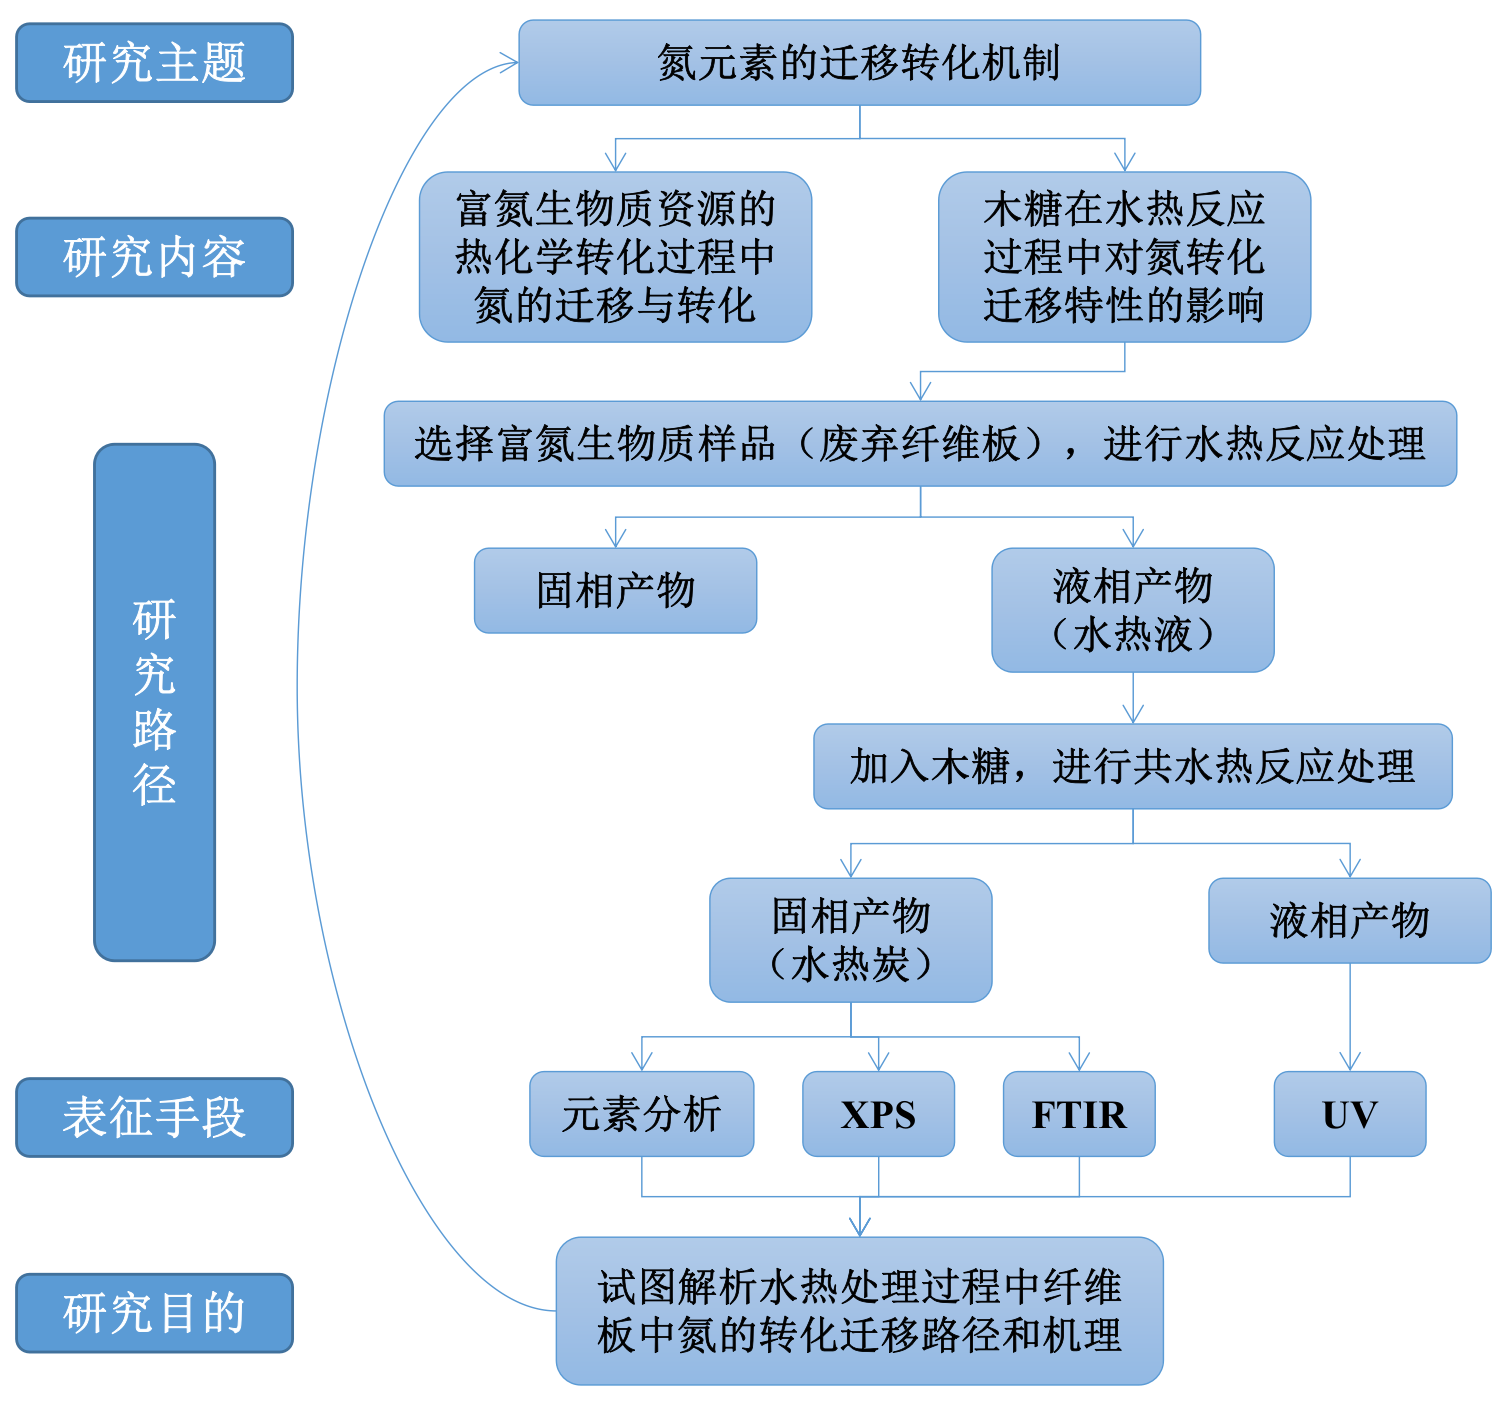 研究主题
氮元素的迁移转化机制
研究内容
富氮生物质资源的
热化学转化过程中
氮的迁移与转化
木糖在水热反应
过程中对氮转化
迁移特性的影响
研究路径
选择富氮生物质样品（废弃纤维板），进行水热反应处理
固相产物
液相产物
（水热液）
加入木糖，进行共水热反应处理
固相产物
（水热炭）
液相产物
表征手段
元素分析
XPS
FTIR
UV
研究目的
试图解析水热处理过程中纤维
板中氮的转化迁移路径和机理